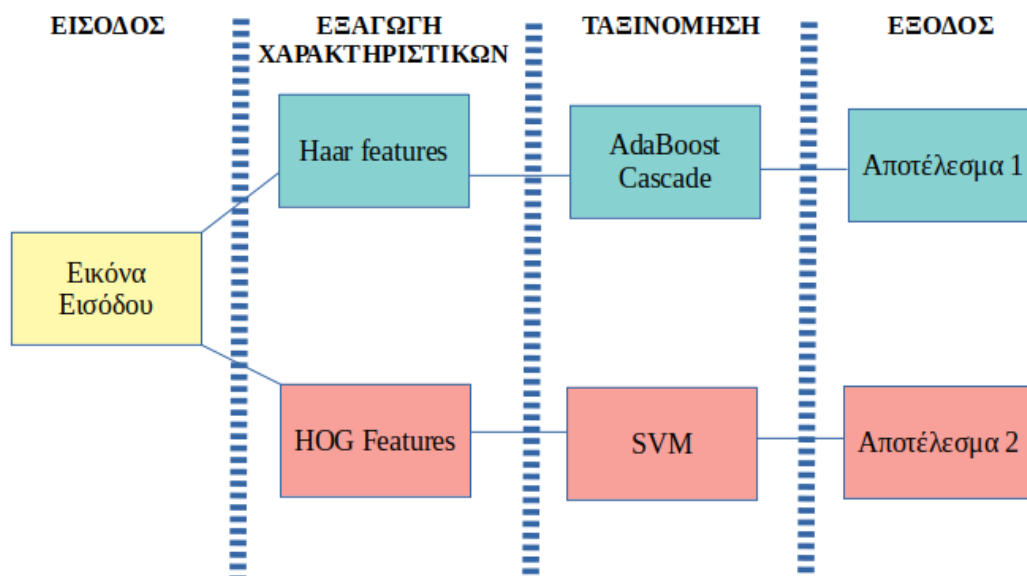 ΕΙΣΟΔΟΣ
ΕΞΑΓΩΓΗ
ΧΑΡΑΚΤΗΡΙΣΤΙΚΩΝ
ΤΑΞΙΝΟΜΗΣΗ
ΕΞΟΔΟΣ
Haar features
AdaBoost
Cascade
Αποτέλεσμα 1
Εικόνα
Εισόδου
HOG Features
SVM
Αποτέλεσμα 2